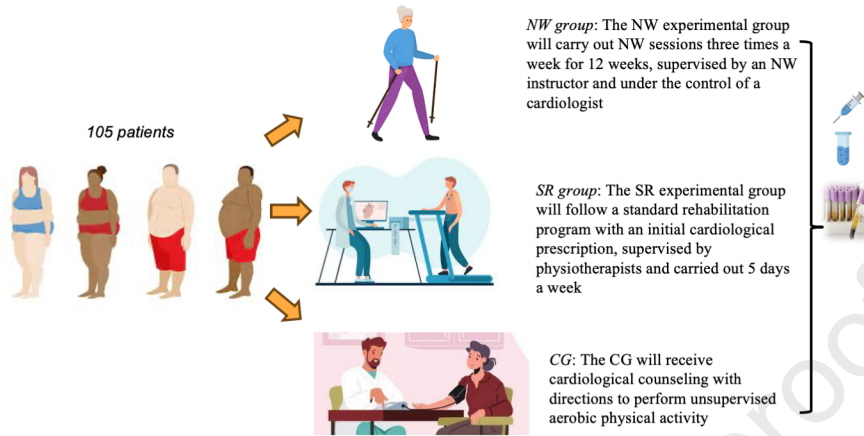 105 patients
NW group: The NW experimental group
will carry out NW sessions three times a
week for 12 weeks, supervised by an NW
instructor and under the control of a
cardiologist
SR group: The SR experimental group
will follow a standard rehabilitation
program with an initial cardiological
prescription, supervised by
physiotherapists and carried out 5 days
a week
CG: The CG will receive
cardiological counseling with
directions to perform unsupervised
aerobic physical activity